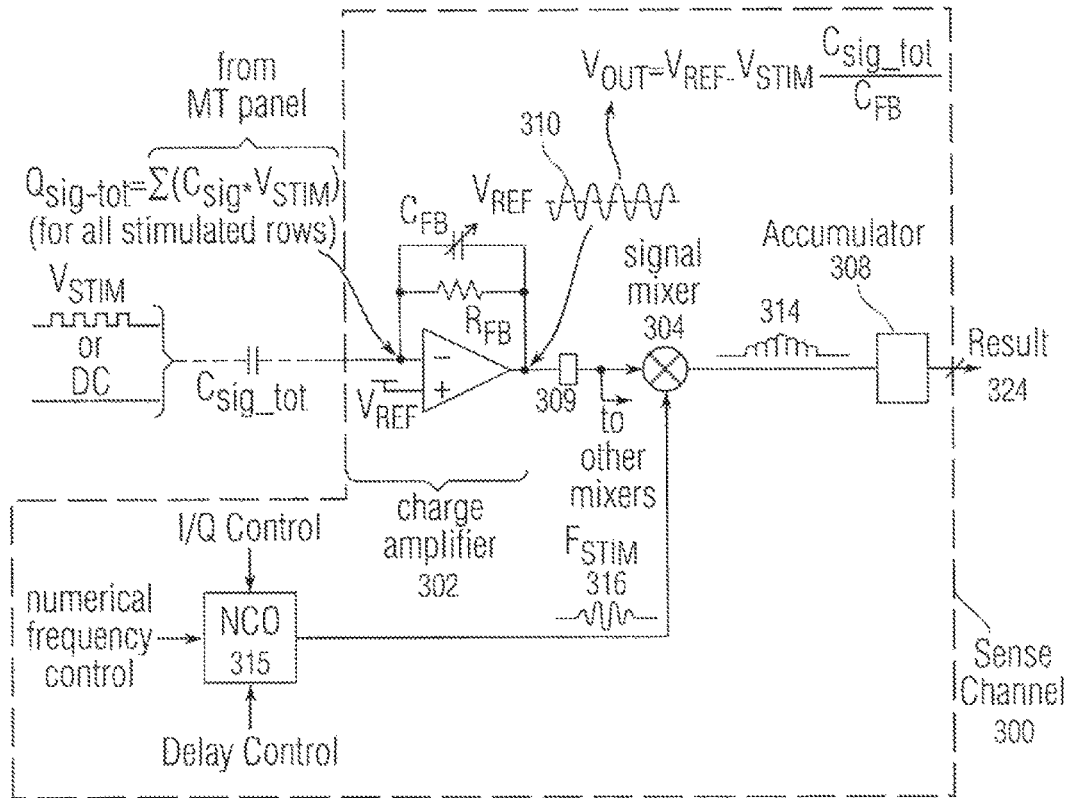 from
MT panel
Q_sig-tot=Σ(C_sig*V_STIM)
(for all stimulated rows)
V_STIM
or
DC
C_sig_tot
V_OUT=V_REF-V_STIM C_sig_tot/C_FB
310
V_REF
C_FB
R_FB
−
+
V_REF
309
signal
mixer
304
to
other
mixers
314
Accumulator
308
Result
324
charge
amplifier
302
F_STIM
316
I/Q Control
numerical
frequency
control
NCO
315
Delay Control
Sense
Channel
300